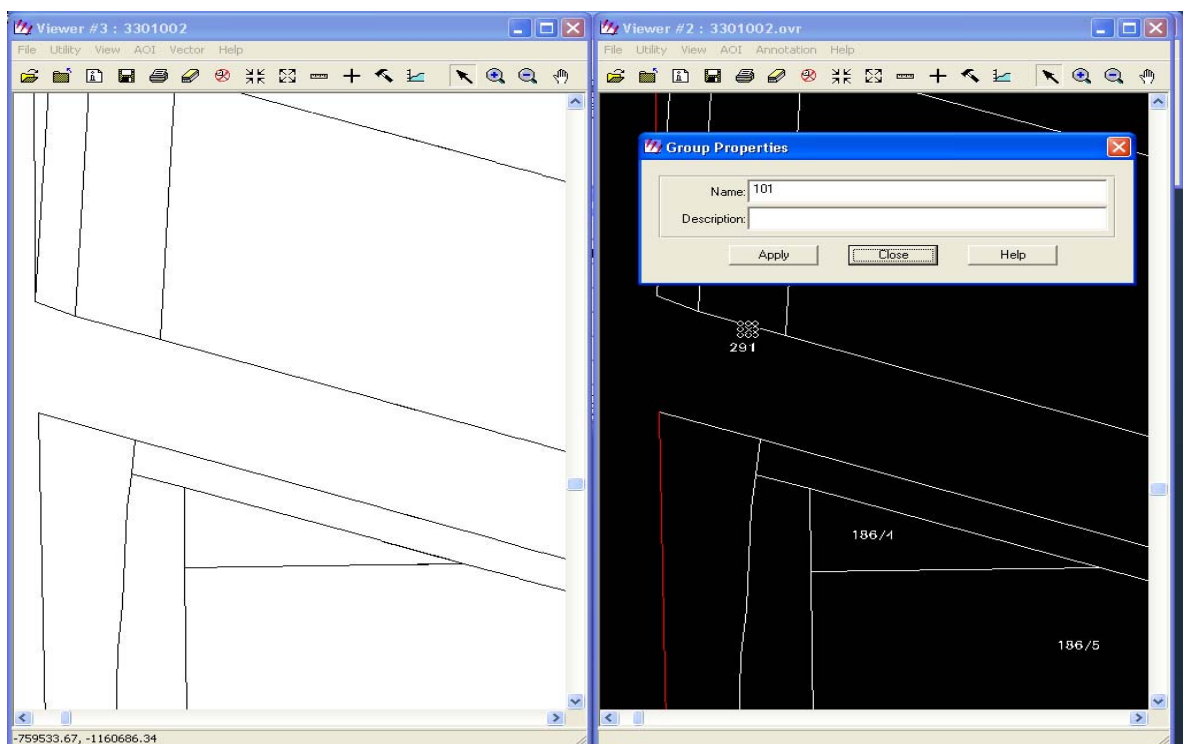 Viewer #3 : 3301002
File Utility View AOI Vector Help
-759533.67, -1160686.34
Viewer #2 : 3301002.ovr
File Utility View AOI Annotation Help
Group Properties
Name: 101
Description:
Apply Close Help
291
186/4
186/5